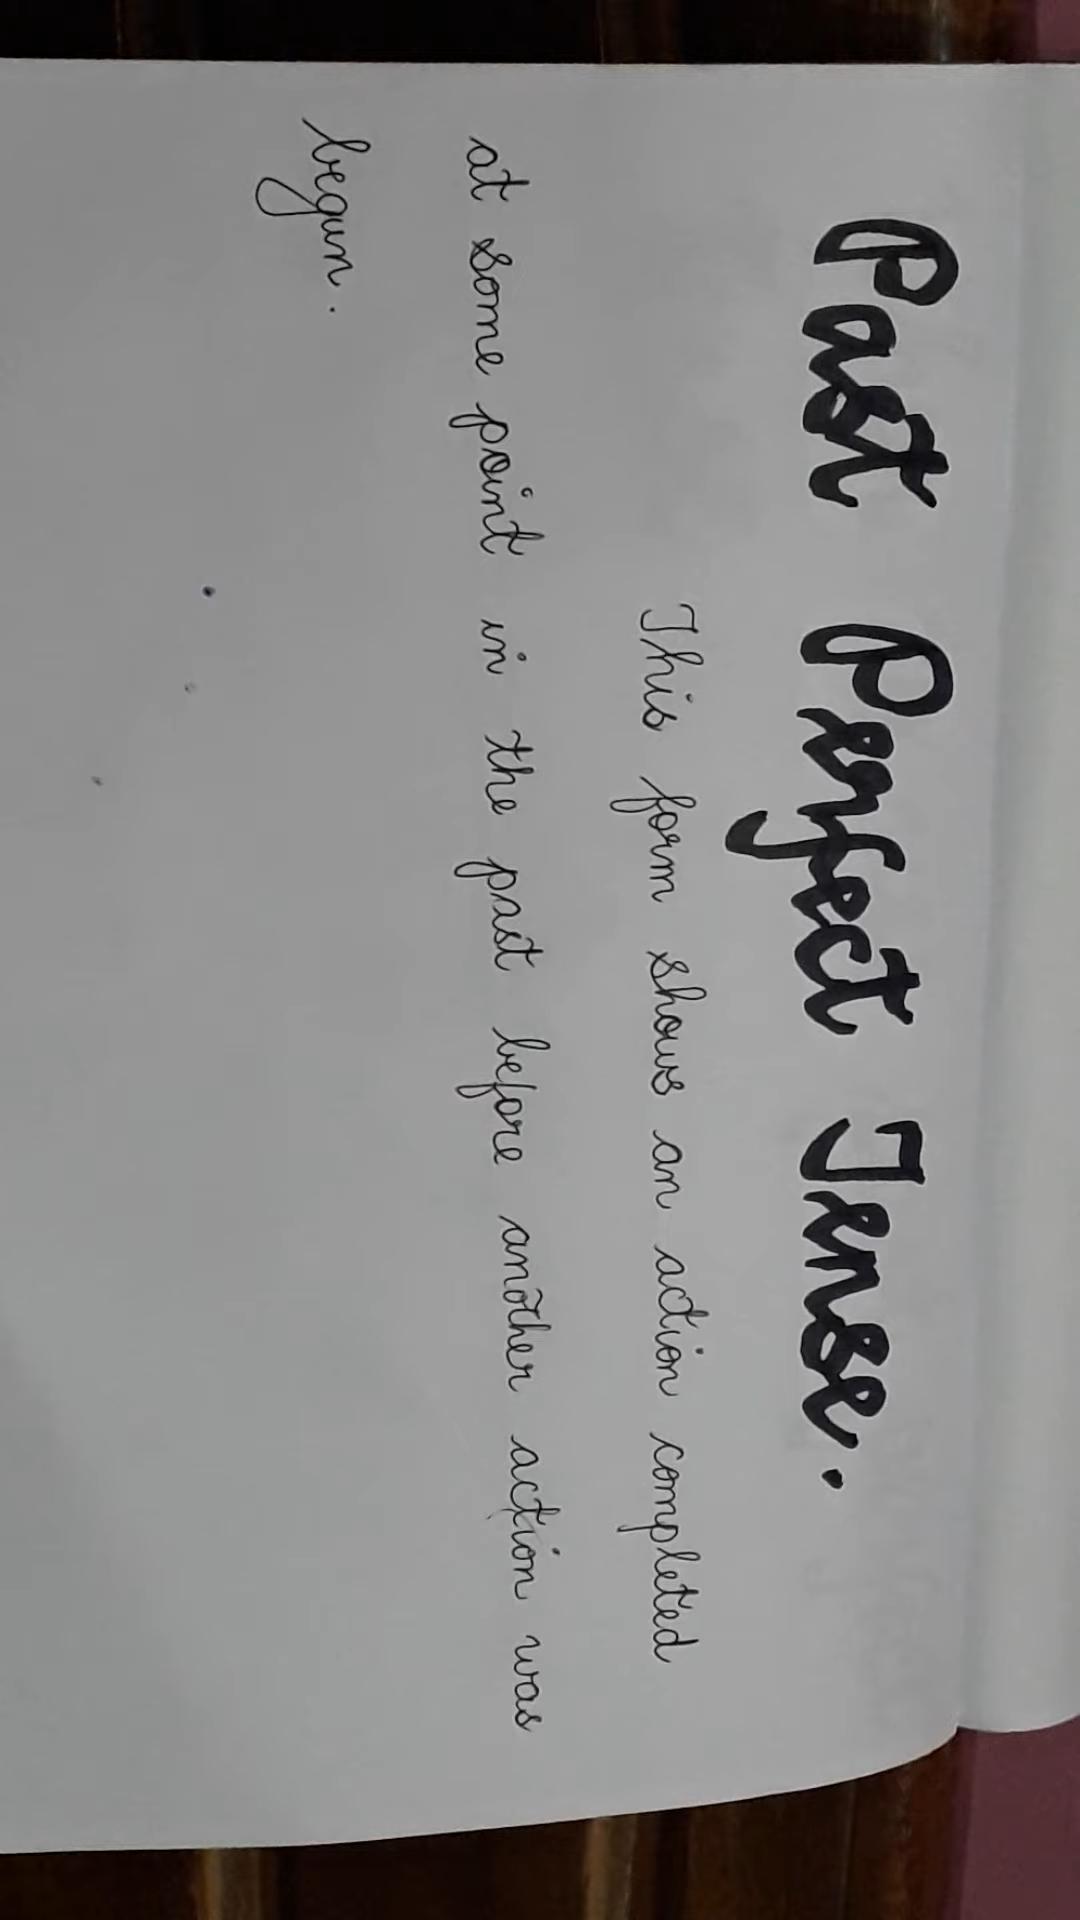 Past Perfect Tense.
This form shows an action completed
at some point in the past before another action was
begun.